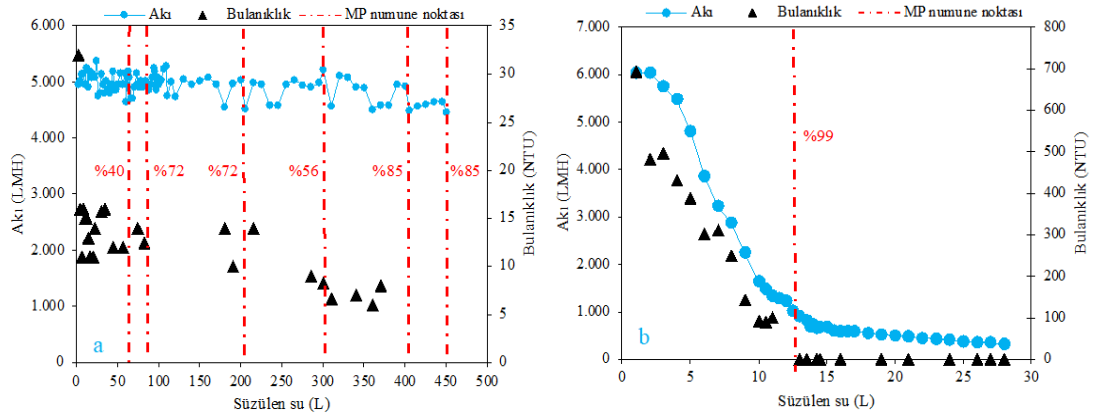 Akı Bulanıklık MP numune noktası
6.000
5.000
4.000
3.000
2.000
1.000
0
Akı (LMH)
35
30
25
20
15
10
5
0
Bulanıklık (NTU)
%40 %72 %72 %56 %85 %85
a
0 50 100 150 200 250 300 350 400 450 500
Süzülen su (L)
Akı Bulanıklık MP numune noktası
7.000
6.000
5.000
4.000
3.000
2.000
1.000
0
Akı (LMH)
800
700
600
500
400
300
200
100
0
Bulanıklık (NTU)
%99
b
0 5 10 15 20 25 30
Süzülen su (L)